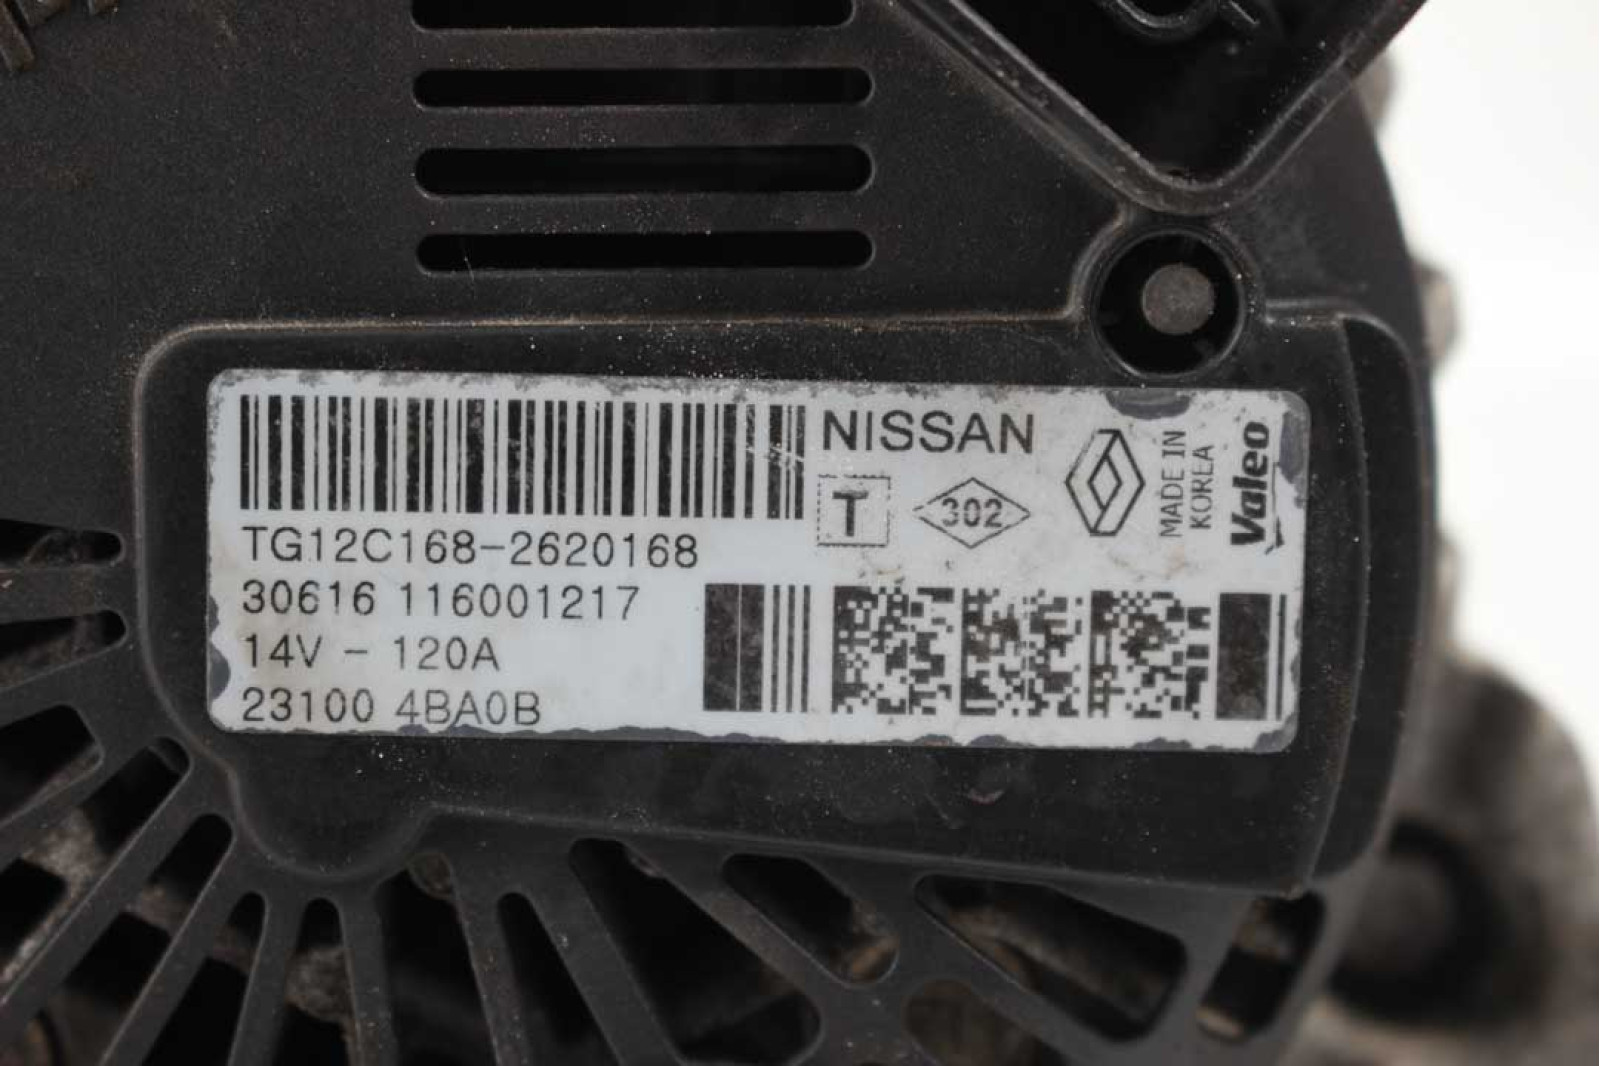 NISSAN
T
302
MADE IN
KOREA
Valeo
TG12C168-2620168
30616 116001217
14V - 120A
23100 4BA0B